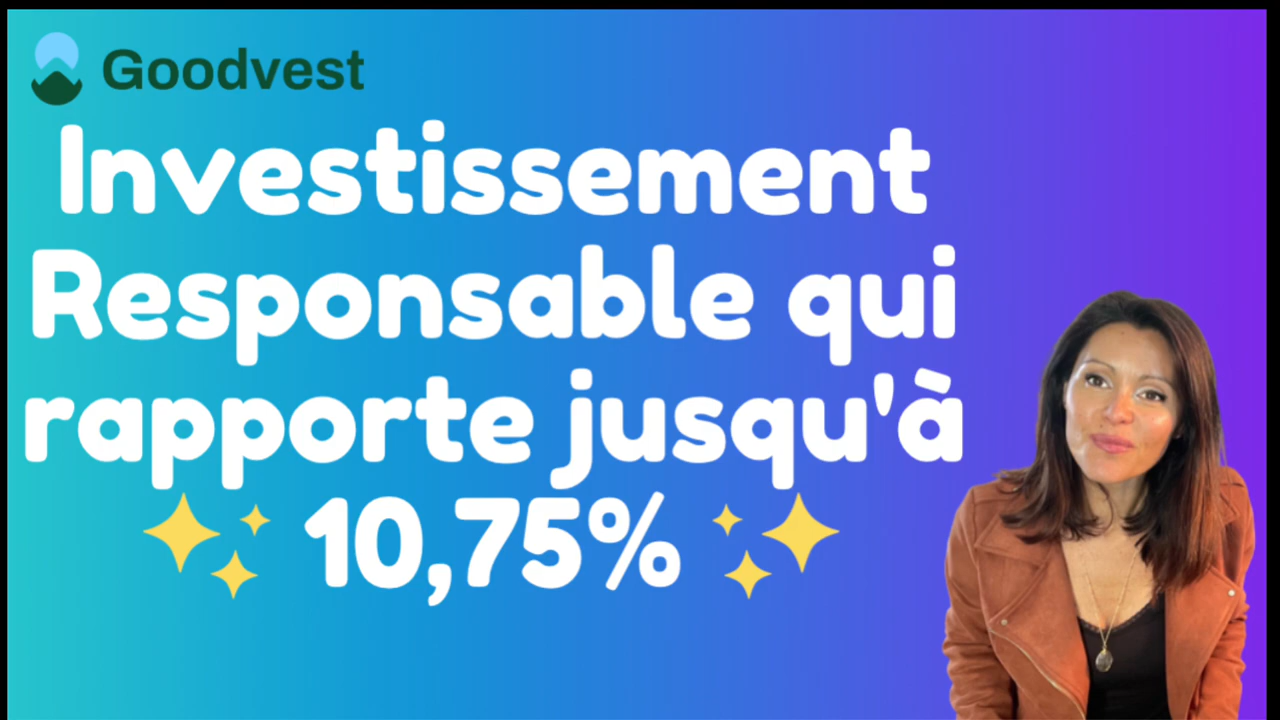 Goodvest
Investissement
Responsable qui
rapporte jusqu'à
✨ 10,75% ✨